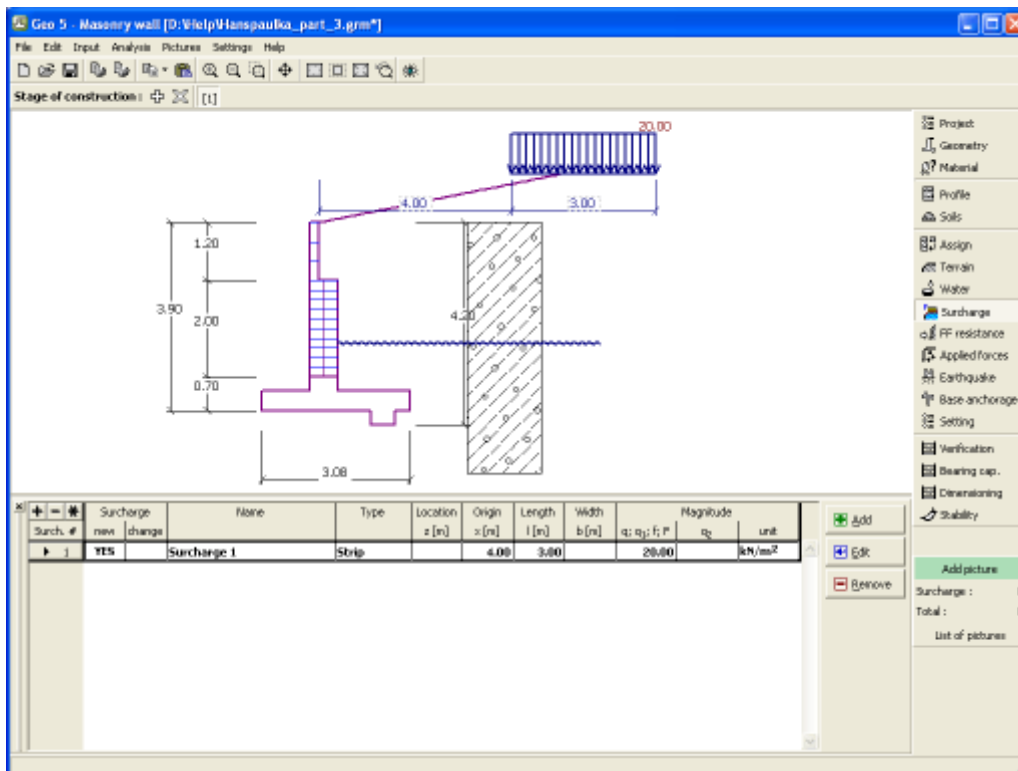 Geo 5 - Masonry wall [D:\Help\Hanspaulka_part_3.grm*]
File Edit Input Analysis Pictures Settings Help
Stage of construction: [1]
20.00
4.00 3.00
1.20
3.90
2.00
4.20
0.70
3.08
Project
Geometry
Material
Profile
Soils
Assign
Terrain
Water
Surcharge
FF resistance
Applied forces
Earthquake
Base anchorage
Setting
Verification
Bearing cap.
Dimensioning
Stability
Add picture
Surcharge :
Total :
List of pictures
Surcharge Name Type Location Origin Length Width Magnitude
Surch. # new change z [m] x [m] l [m] b [m] q; q₁; f; F q₂ unit
1 YES Surcharge 1 Strip 4.00 3.00 20.00 kN/m²
Add
Edit
Remove